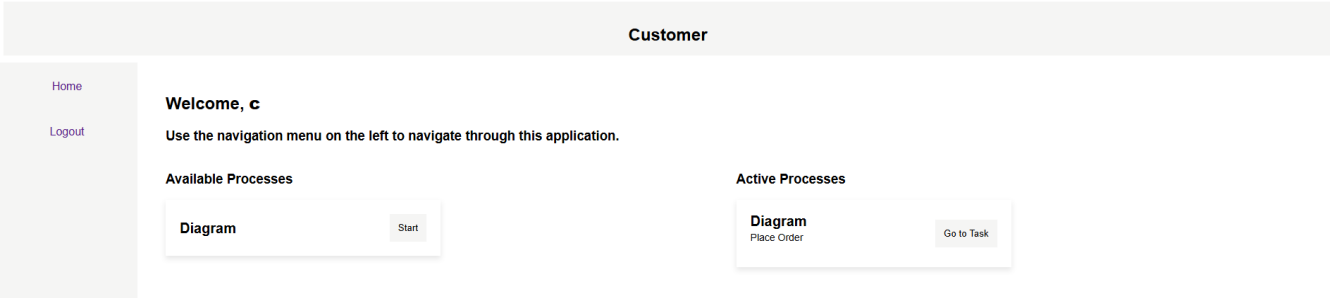 Customer
Home
Logout
Welcome, c
Use the navigation menu on the left to navigate through this application.
Available Processes
Diagram
Start
Active Processes
Diagram
Place Order
Go to Task